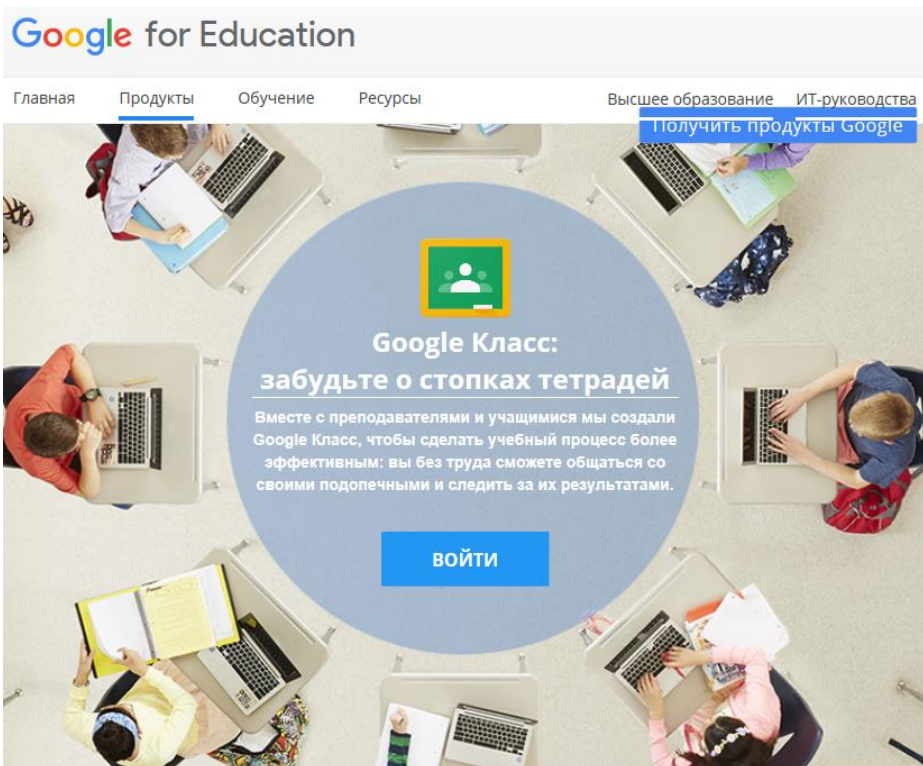 Google for Education
Главная Продукты Обучение Ресурсы Высшее образование ИТ-руководства
Получить продукты Google
Google Класс:
забудьте о стопках тетрадей
Вместе с преподавателями и учащимися мы создали
Google Класс, чтобы сделать учебный процесс более
эффективным: вы без труда сможете общаться со
своими подопечными и следить за их результатами.
ВОЙТИ